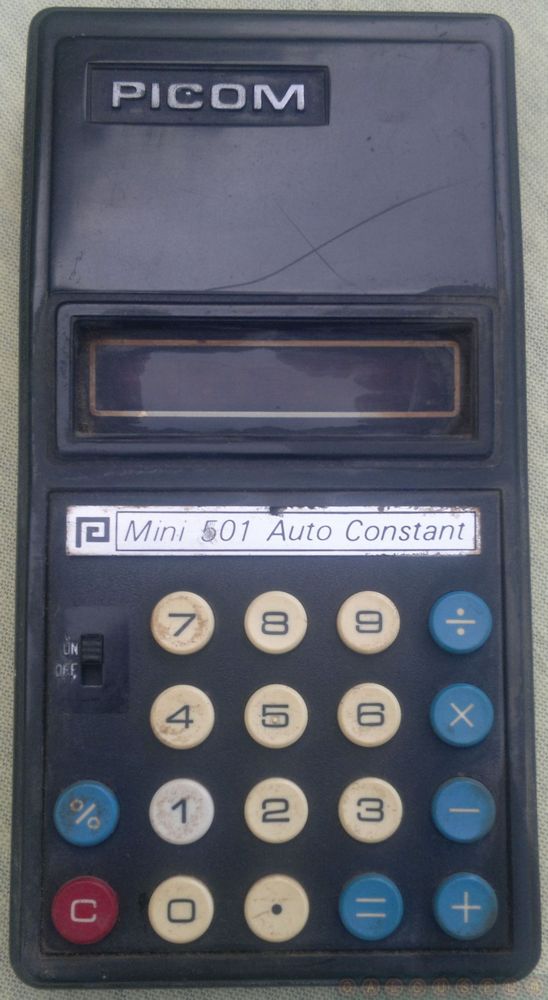 PICOM
Mini 501 Auto Constant
7 8 9 ÷
ON
OFF
4 5 6 ×
% 1 2 3 −
C 0 . = +